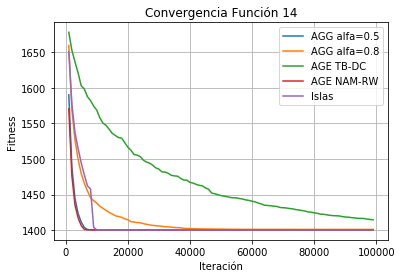 Convergencia Función 14
AGG alfa=0.5
AGG alfa=0.8
AGE TB-DC
AGE NAM-RW
Islas
Fitness
1650
1600
1550
1500
1450
1400
0 20000 40000 60000 80000 100000
Iteración